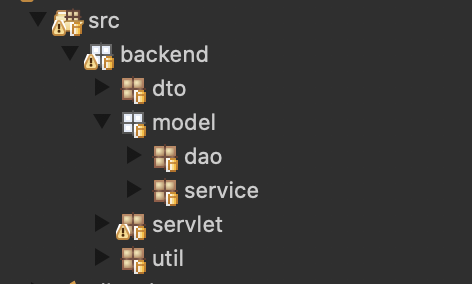 src
backend
dto
model
dao
service
servlet
util